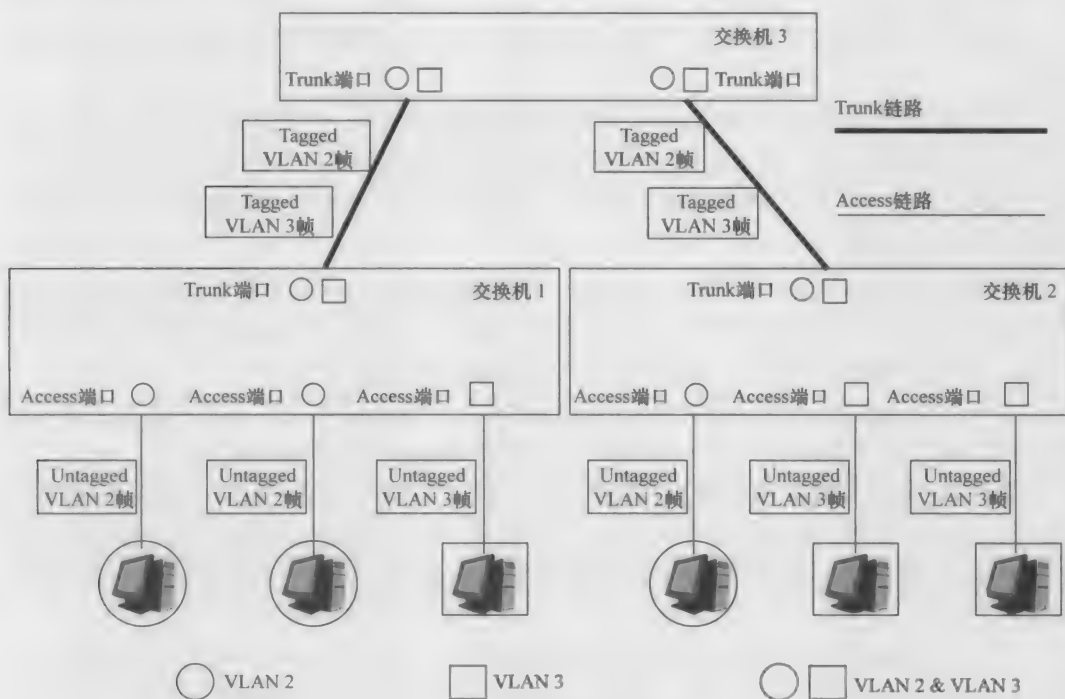 交换机 3
Trunk端口
Trunk端口
Trunk链路
Tagged
VLAN 2帧
Tagged
VLAN 2帧
Tagged
VLAN 3帧
Tagged
VLAN 3帧
Access链路
Trunk端口
交换机 1
Trunk端口
交换机 2
Access端口
Access端口
Access端口
Access端口
Access端口
Access端口
Untagged
VLAN 2帧
Untagged
VLAN 2帧
Untagged
VLAN 3帧
Untagged
VLAN 2帧
Untagged
VLAN 3帧
Untagged
VLAN 3帧
VLAN 2
VLAN 3
VLAN 2 & VLAN 3